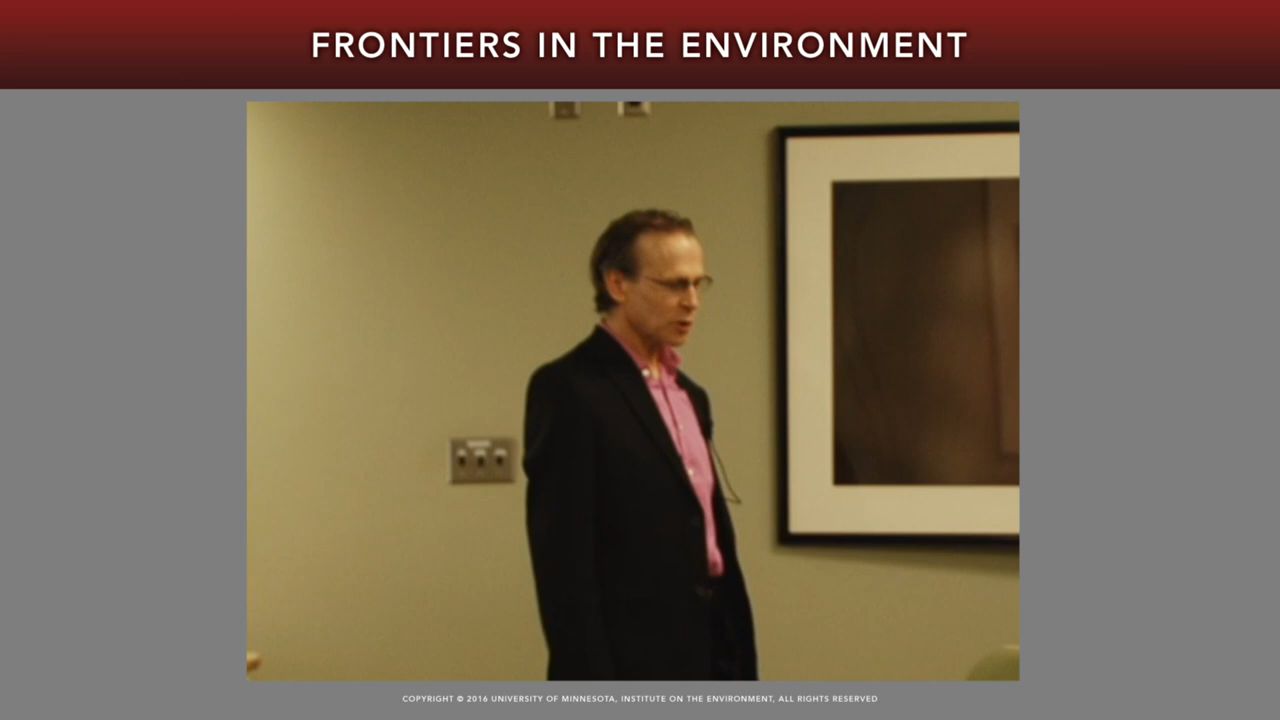 FRONTIERS IN THE ENVIRONMENT
COPYRIGHT © 2016 UNIVERSITY OF MINNESOTA, INSTITUTE ON THE ENVIRONMENT, ALL RIGHTS RESERVED